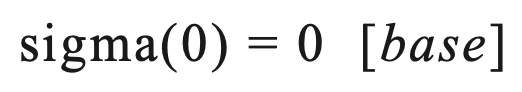 sigma(0) = 0 [base]